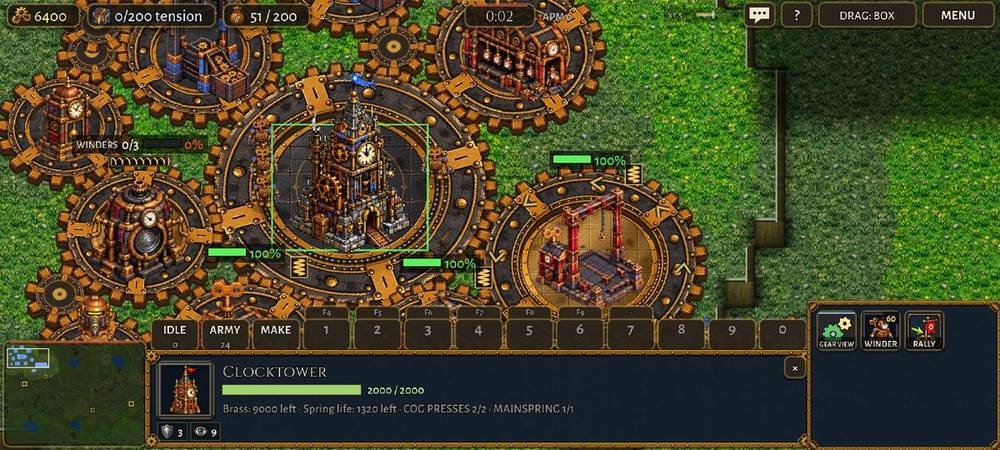 6400
0/200 tension
51 / 200
0:02
APM 0
?
DRAG: BOX
MENU
WINDERS 0/3
0%
100%
100%
100%
IDLE
0
ARMY
24
MAKE
F4
1
F5
2
F6
3
F7
4
F8
5
F9
6
7
8
9
0
CLOCKTOWER
2000 / 2000
Brass: 9000 left · Spring life: 1320 left · COG PRESSES 2/2 · MAINSPRING 1/1
3
9
×
GEAR VIEW
60
WINDER
RALLY